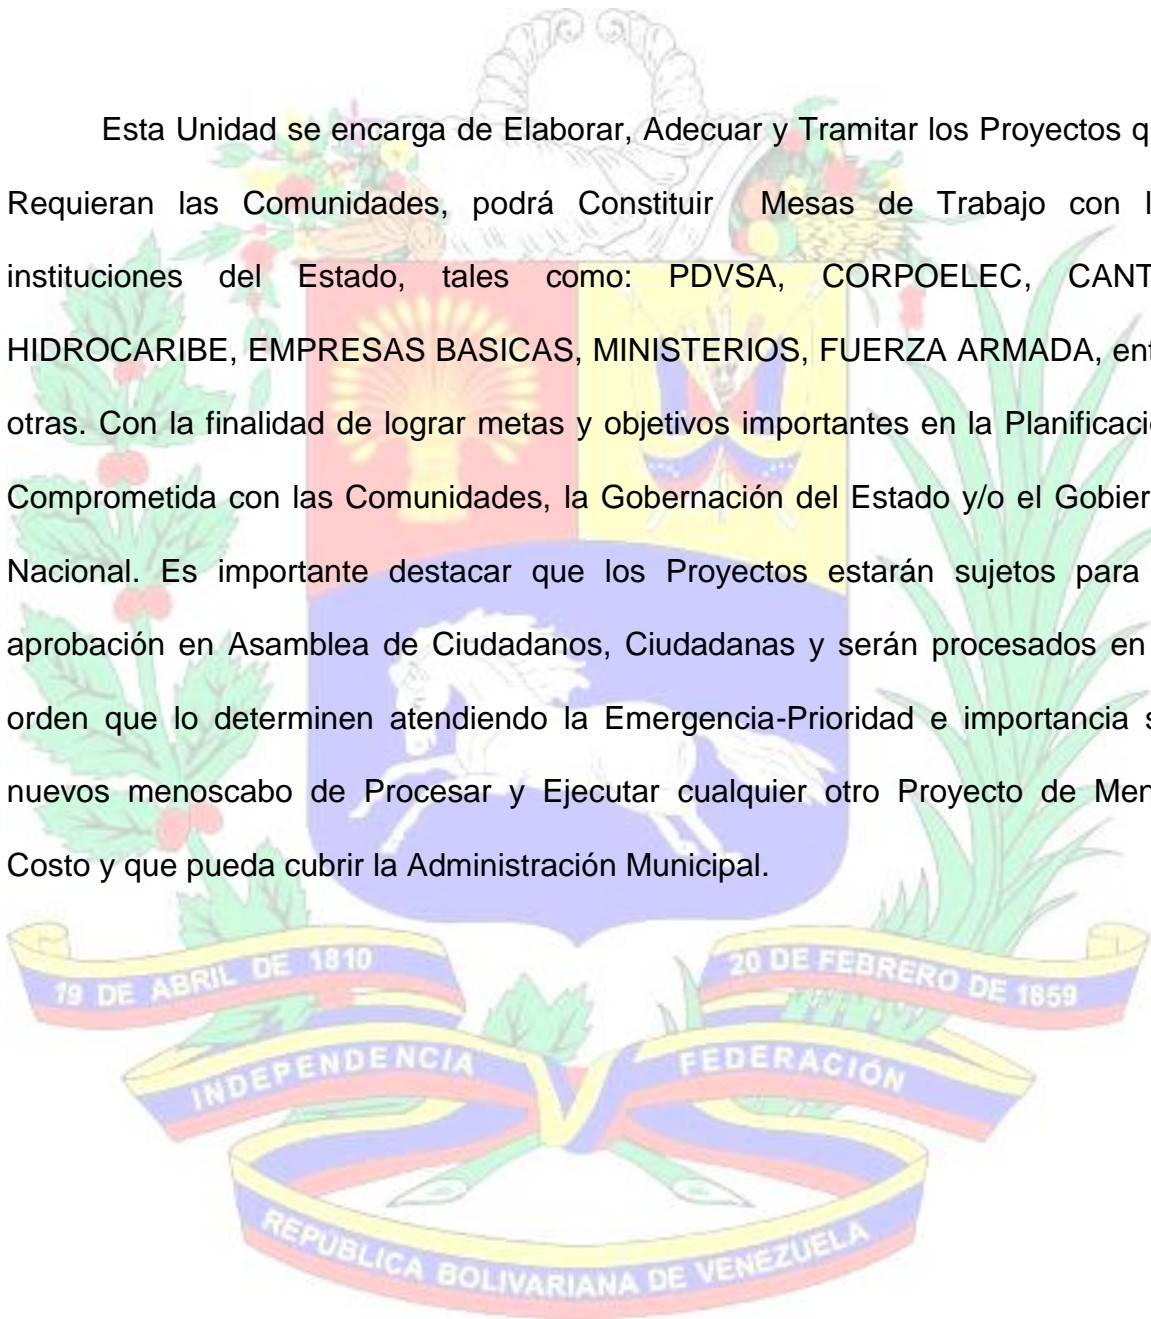 Esta Unidad se encarga de Elaborar, Adecuar y Tramitar los Proyectos q
Requieran las Comunidades, podrá Constituir Mesas de Trabajo con l
instituciones del Estado, tales como: PDVSA, CORPOELEC, CANT
HIDROCARIBE, EMPRESAS BASICAS, MINISTERIOS, FUERZA ARMADA, ent
otras. Con la finalidad de lograr metas y objetivos importantes en la Planificació
Comprometida con las Comunidades, la Gobernación del Estado y/o el Gobier
Nacional. Es importante destacar que los Proyectos estarán sujetos para
aprobación en Asamblea de Ciudadanos, Ciudadanas y serán procesados en
orden que lo determinen atendiendo la Emergencia-Prioridad e importancia s
nuevos menoscabo de Procesar y Ejecutar cualquier otro Proyecto de Men
Costo y que pueda cubrir la Administración Municipal.
19 DE ABRIL DE 1810
20 DE FEBRERO DE 1859
INDEPENDENCIA
FEDERACIÓN
REPÚBLICA BOLIVARIANA DE VENEZUELA